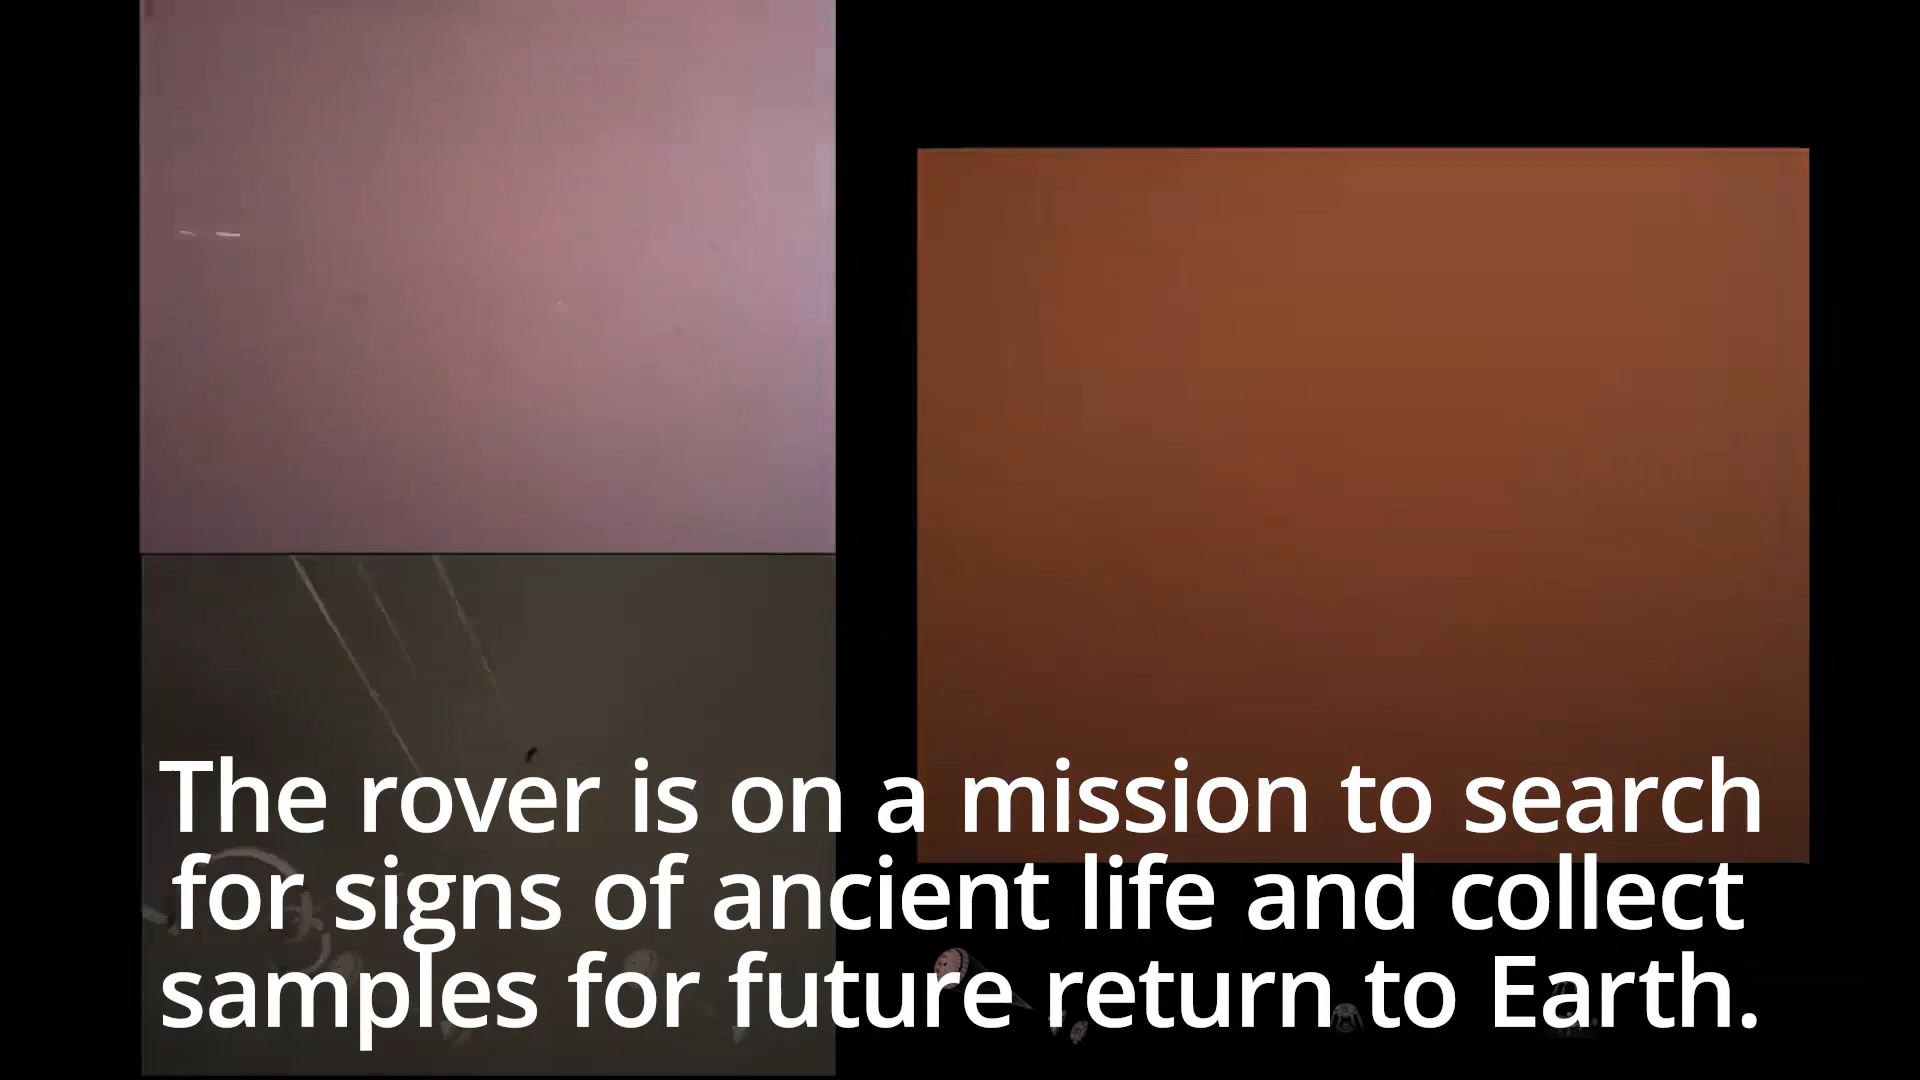 The rover is on a mission to search
for signs of ancient life and collect
samples for future return to Earth.